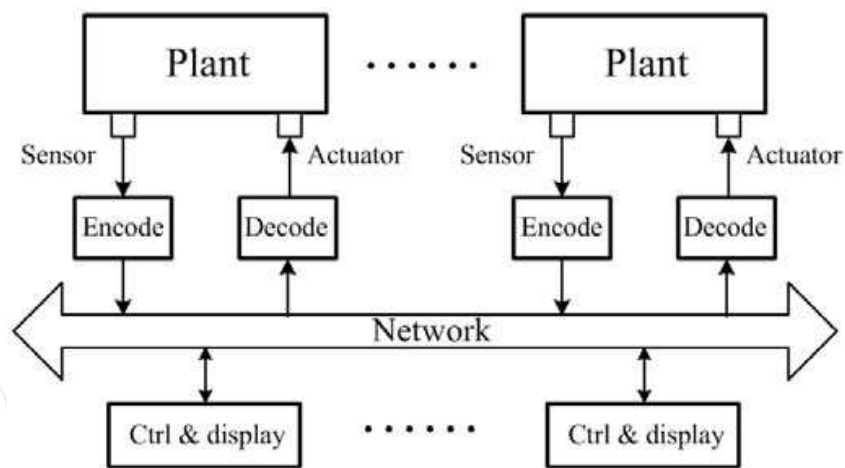 Plant
......
Plant
Sensor
Actuator
Sensor
Actuator
Encode
Decode
Encode
Decode
Network
Ctrl & display
......
Ctrl & display